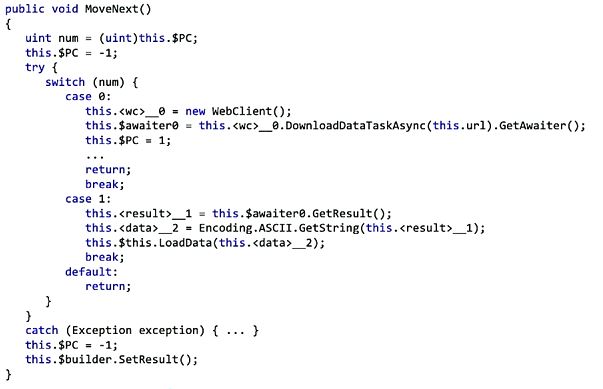 public void MoveNext()
{
uint num = (uint)this.$PC;
this.$PC = -1;
try {
switch (num) {
case 0:
this.<wc>__0 = new WebClient();
this.$awaiter0 = this.<wc>__0.DownloadDataTaskAsync(this.url).GetAwaiter();
this.$PC = 1;
...
return;
break;
case 1:
this.<result>__1 = this.$awaiter0.GetResult();
this.<data>__2 = Encoding.ASCII.GetString(this.<result>__1);
this.$this.LoadData(this.<data>__2);
break;
default:
return;
}
}
catch (Exception exception) { ... }
this.$PC = -1;
this.$builder.SetResult();
}